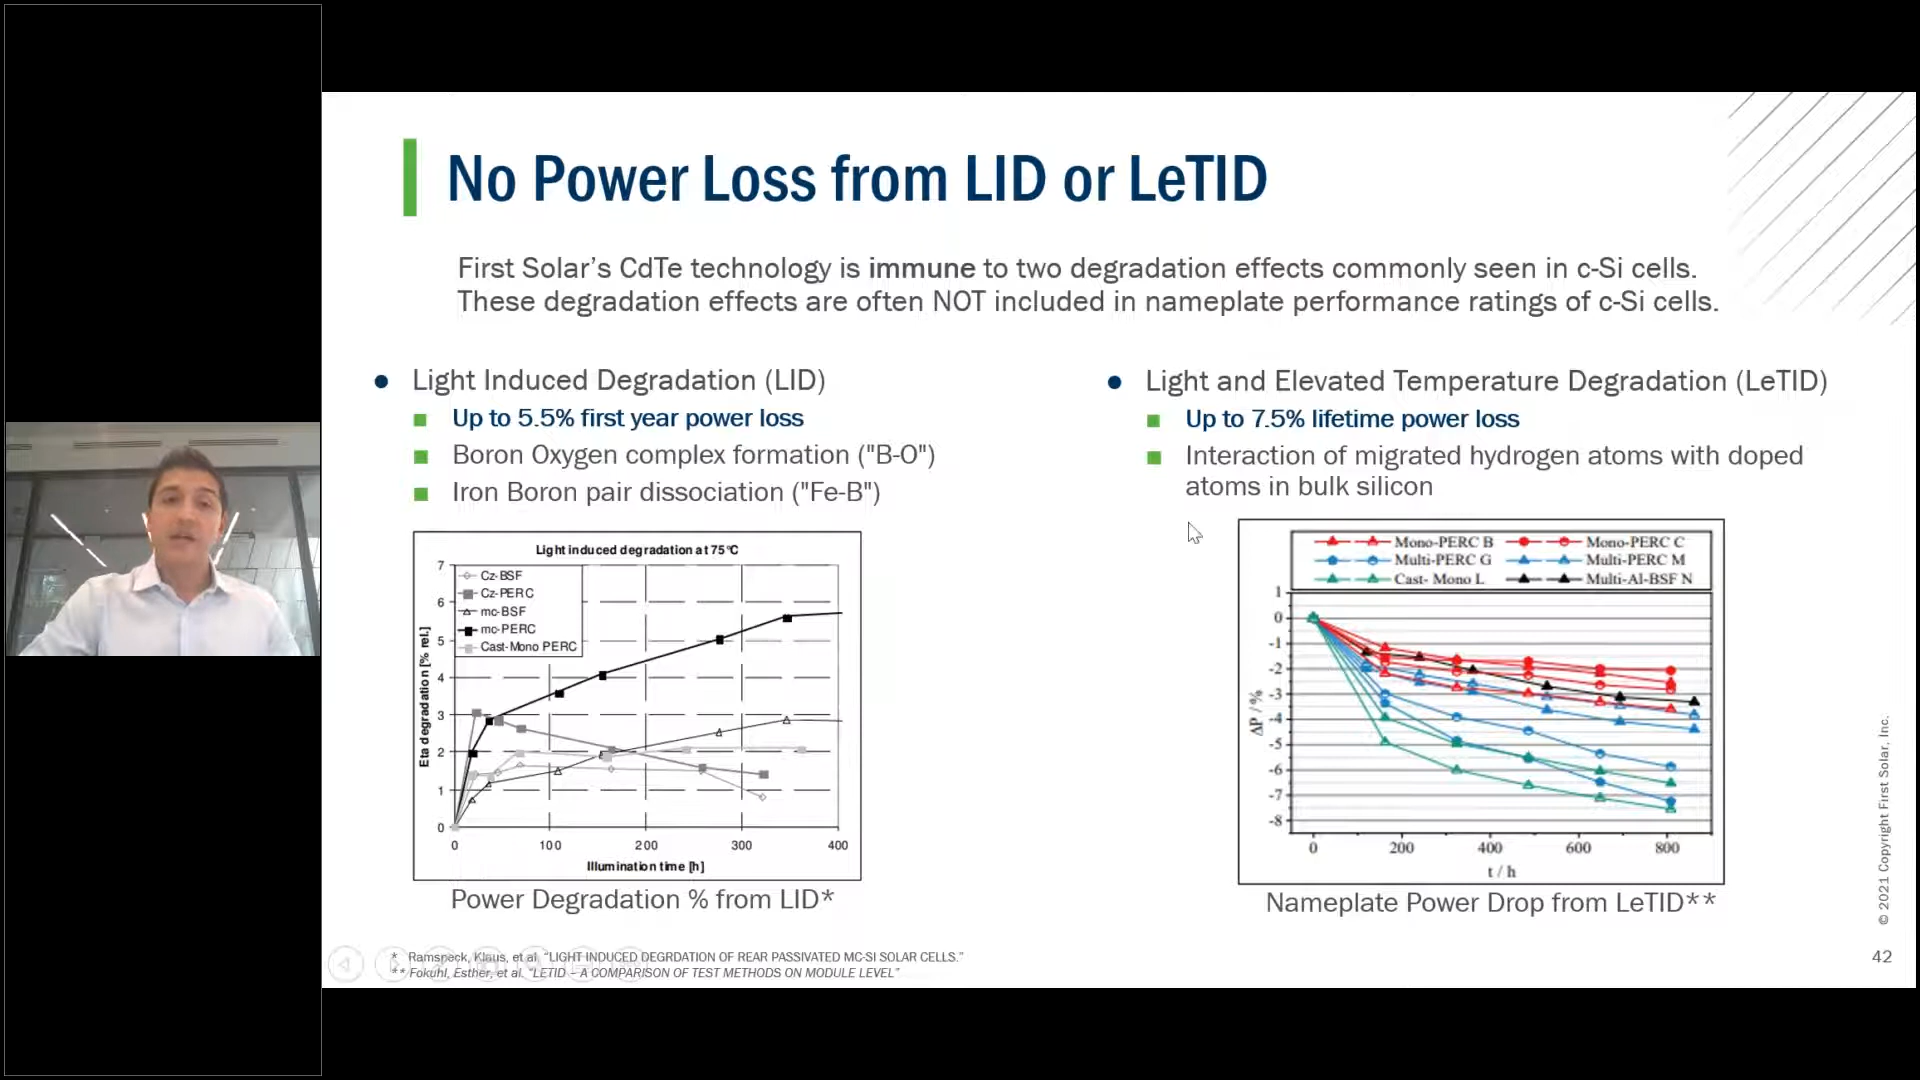 No Power Loss from LID or LeTID
First Solar’s CdTe technology is immune to two degradation effects commonly seen in c-Si cells.
These degradation effects are often NOT included in nameplate performance ratings of c-Si cells.
Light Induced Degradation (LID)
Up to 5.5% first year power loss
Boron Oxygen complex formation ("B-O")
Iron Boron pair dissociation ("Fe-B")
Light induced degradation at 75°C
Cz-BSF
Cz-PERC
mc-BSF
mc-PERC
Cast-Mono PERC
Eta degradation [% rel.]
7
6
5
4
3
2
1
0
0 100 200 300 400
Illumination time [h]
Power Degradation % from LID*
Light and Elevated Temperature Degradation (LeTID)
Up to 7.5% lifetime power loss
Interaction of migrated hydrogen atoms with doped
atoms in bulk silicon
Mono-PERC B Mono-PERC C
Multi-PERC G Multi-PERC M
Cast- Mono L Multi-Al-BSF N
ΔP / %
1
0
-1
-2
-3
-4
-5
-6
-7
-8
0 200 400 600 800
t / h
Nameplate Power Drop from LeTID**
© 2021 Copyright First Solar, Inc.
* Ramspeck, Klaus, et al. “LIGHT INDUCED DEGRDATION OF REAR PASSIVATED MC-SI SOLAR CELLS.”
** Fokuhl, Esther, et al. “LETID – A COMPARISON OF TEST METHODS ON MODULE LEVEL”
42